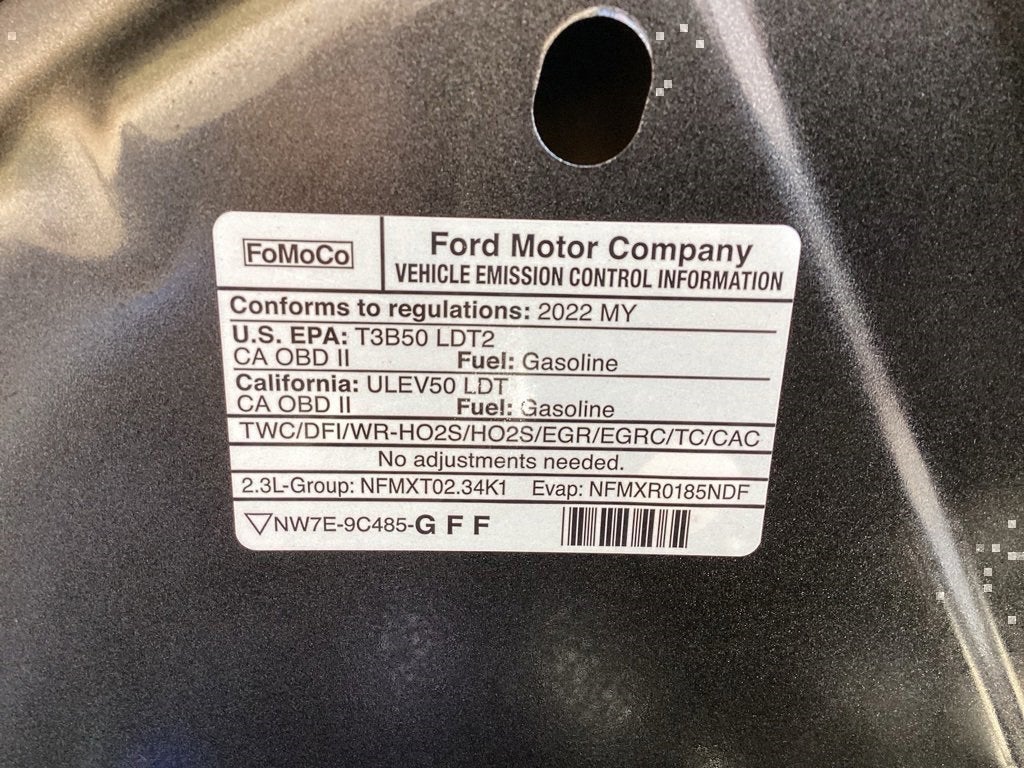 FoMoCo
Ford Motor Company
VEHICLE EMISSION CONTROL INFORMATION
Conforms to regulations: 2022 MY
U.S. EPA: T3B50 LDT2
CA OBD II Fuel: Gasoline
California: ULEV50 LDT
CA OBD II Fuel: Gasoline
TWC/DFI/WR-HO2S/HO2S/EGR/EGRC/TC/CAC
No adjustments needed.
2.3L-Group: NFMXT02.34K1 Evap: NFMXR0185NDF
NW7E-9C485-G F F